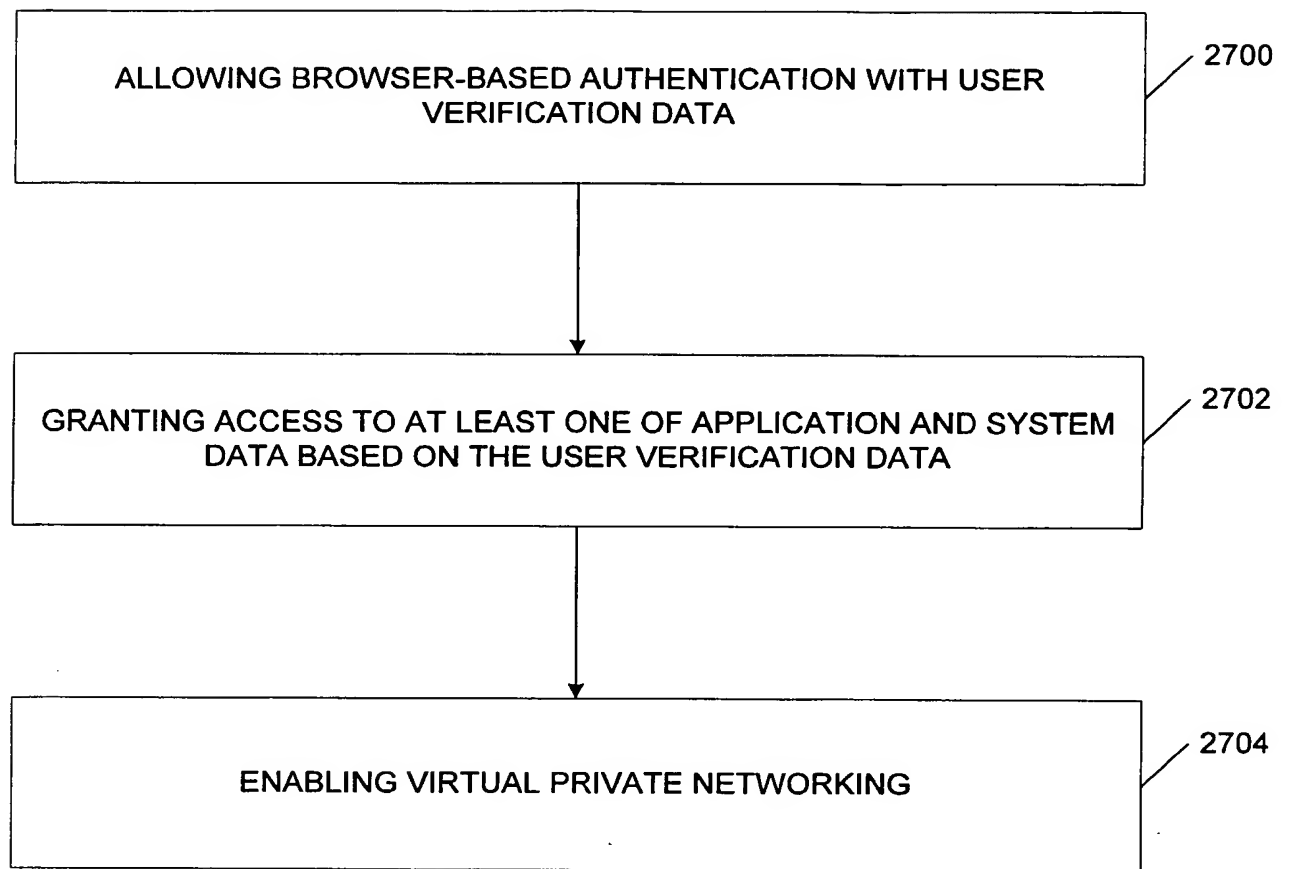 ALLOWING BROWSER-BASED AUTHENTICATION WITH USER
VERIFICATION DATA
2700
GRANTING ACCESS TO AT LEAST ONE OF APPLICATION AND SYSTEM
DATA BASED ON THE USER VERIFICATION DATA
2702
ENABLING VIRTUAL PRIVATE NETWORKING
2704